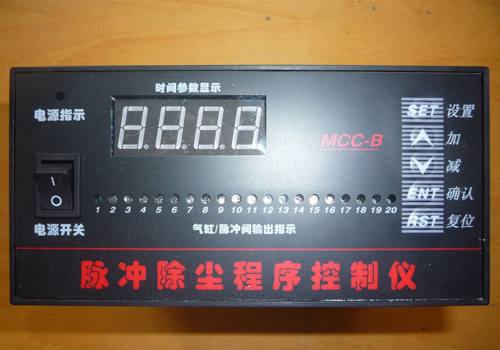 时间参数显示
电源指示
8.8.8.8.
MCC-B
SET 设置
加
减
ENT 确认
RST 复位
1 2 3 4 5 6 7 8 9 10 11 12 13 14 15 16 17 18 19 20
电源开关
气缸/脉冲阀输出指示
脉冲除尘程序控制仪